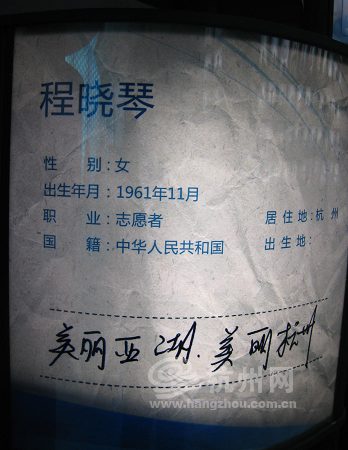 程晓琴
性 别:女
出生年月:1961年11月
职 业:志愿者 居住地:杭州
国 籍:中华人民共和国 出生地:
美丽亚洲.美丽杭州
杭州网
www.hangzhou.com.cn